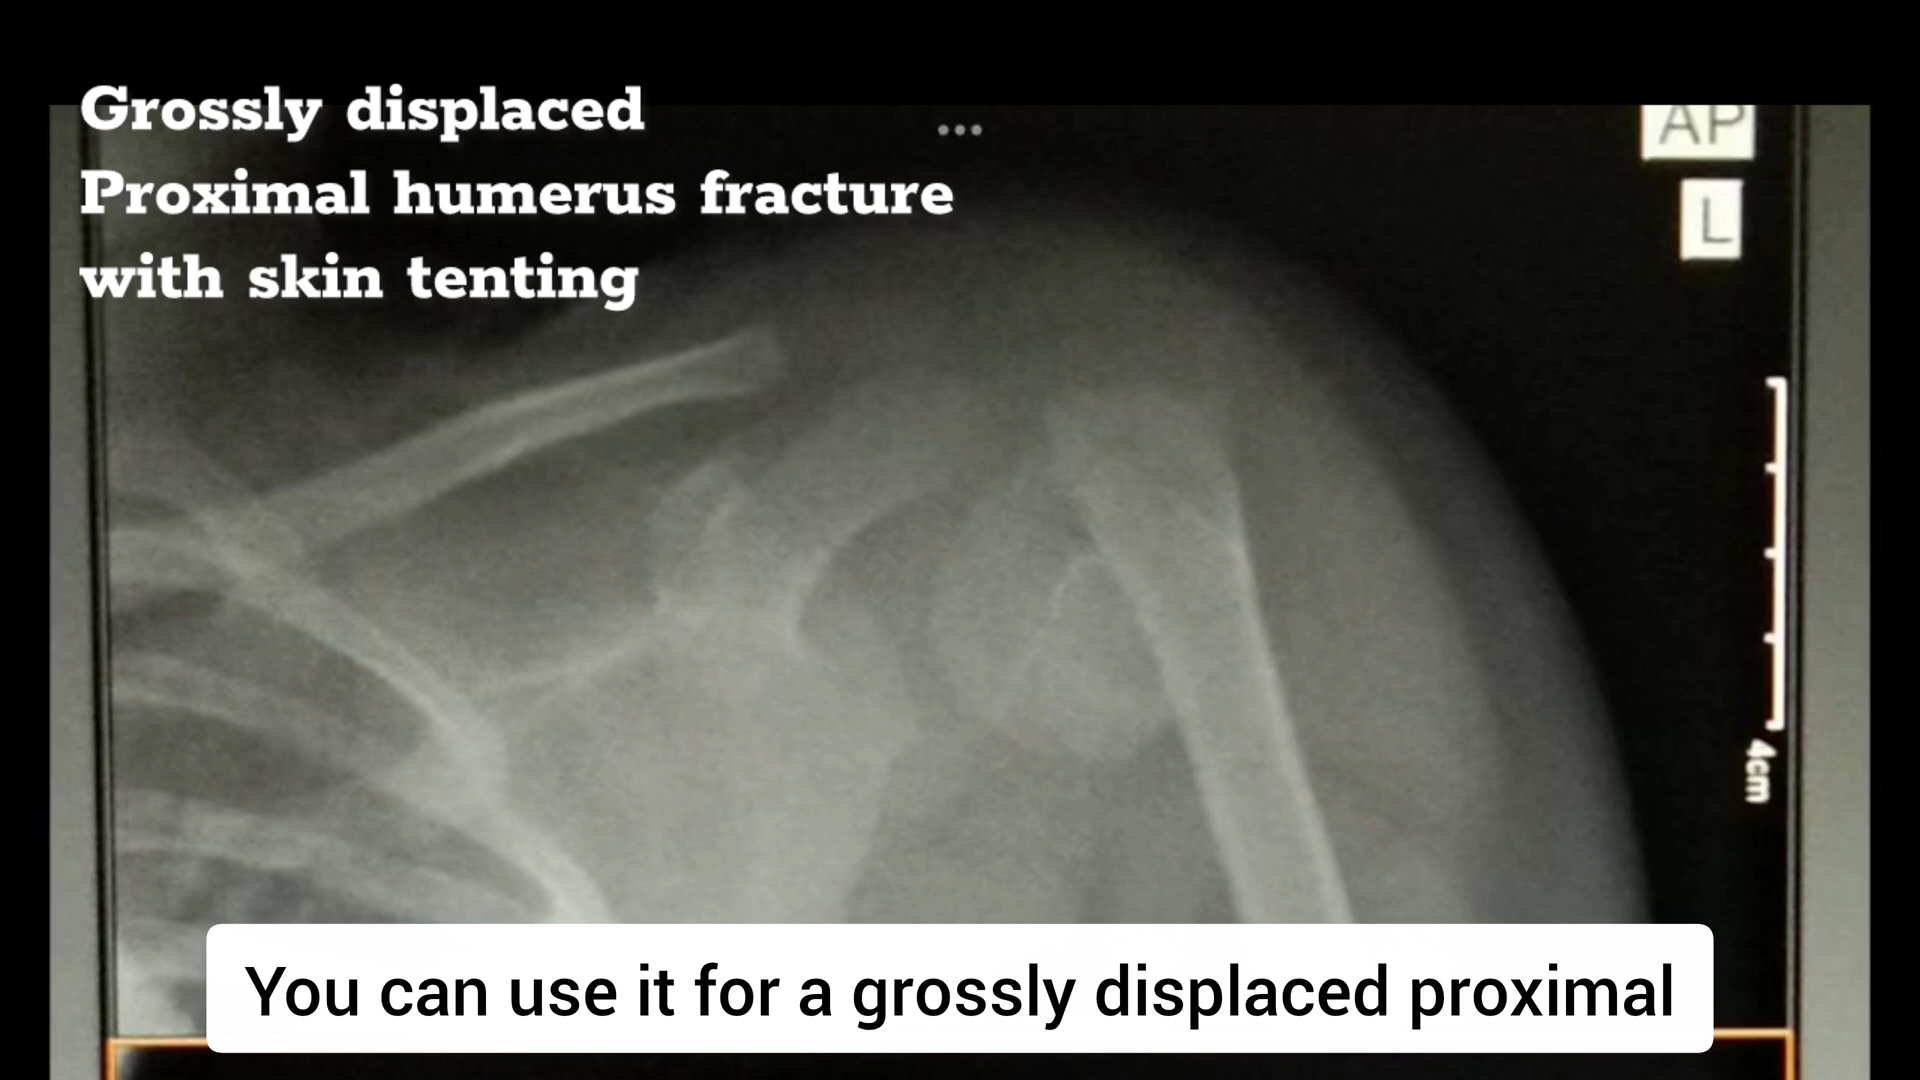 Grossly displaced
Proximal humerus fracture
with skin tenting
AP
L
4cm
You can use it for a grossly displaced proximal